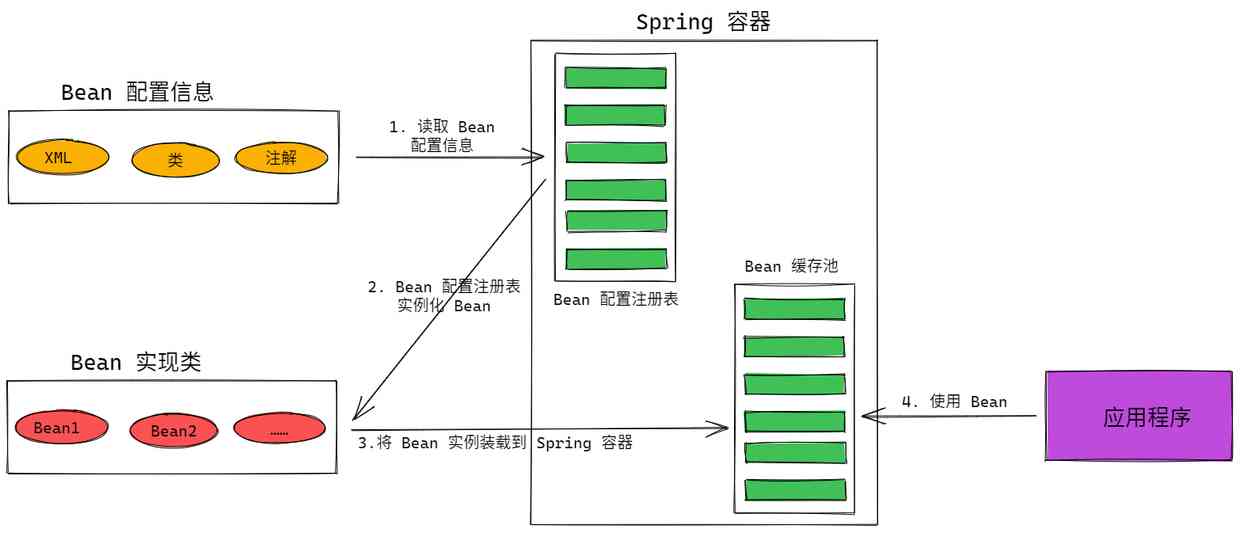 Spring 容器
Bean 配置信息
XML
类
注解
1. 读取 Bean
配置信息
2. Bean 配置注册表
实例化 Bean
Bean 配置注册表
Bean 缓存池
Bean 实现类
Bean1
Bean2
……
3.将 Bean 实例装载到 Spring 容器
4. 使用 Bean
应用程序